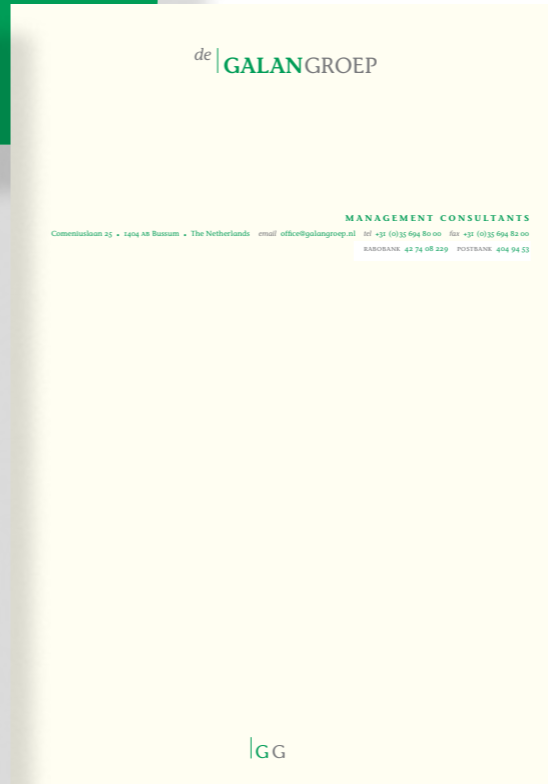 de GALANGROEP
MANAGEMENT CONSULTANTS
Comeniuslaan 25 • 1404 AB Bussum • The Netherlands email office@galangroep.nl tel +31 (0)35 694 80 00 fax +31 (0)35 694 82 00
RABOBANK 42 74 08 229 POSTBANK 404 94 53
GG